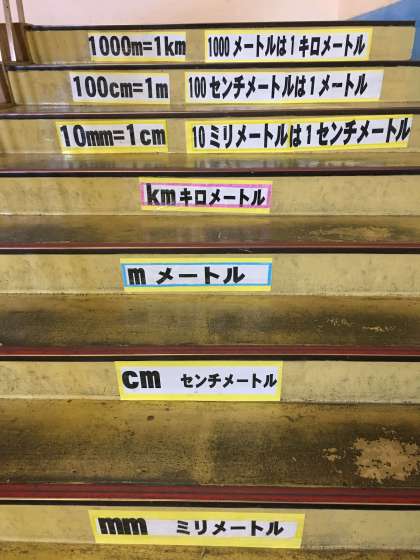 1000m=1km 1000メートルは1キロメートル
100cm=1m 100センチメートルは1メートル
10mm=1cm 10ミリメートルは1センチメートル
km キロメートル
m メートル
cm センチメートル
mm ミリメートル